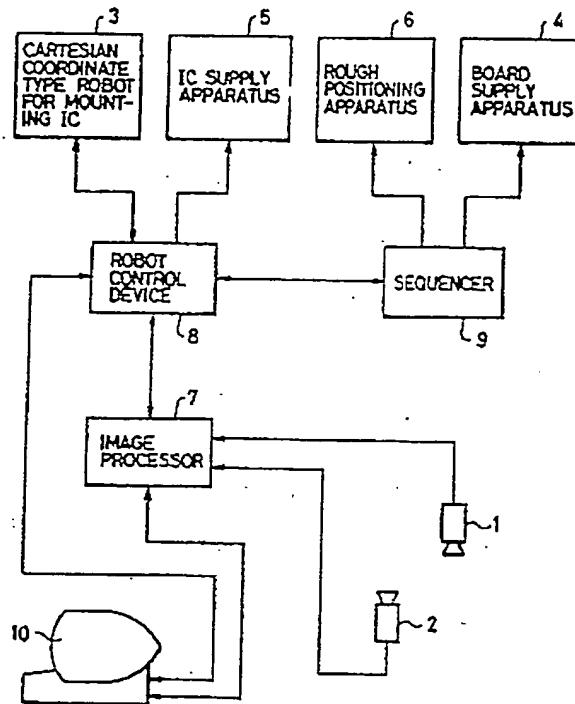 3
5
6
4
CARTESIAN
COORDINATE
TYPE ROBOT
FOR MOUNT-
ING IC
IC SUPPLY
APPARATUS
ROUGH
POSITIONING
APPARATUS
BOARD
SUPPLY
APPARATUS
ROBOT
CONTROL
DEVICE
8
SEQUENCER
9
7
IMAGE
PROCESSOR
1
2
10